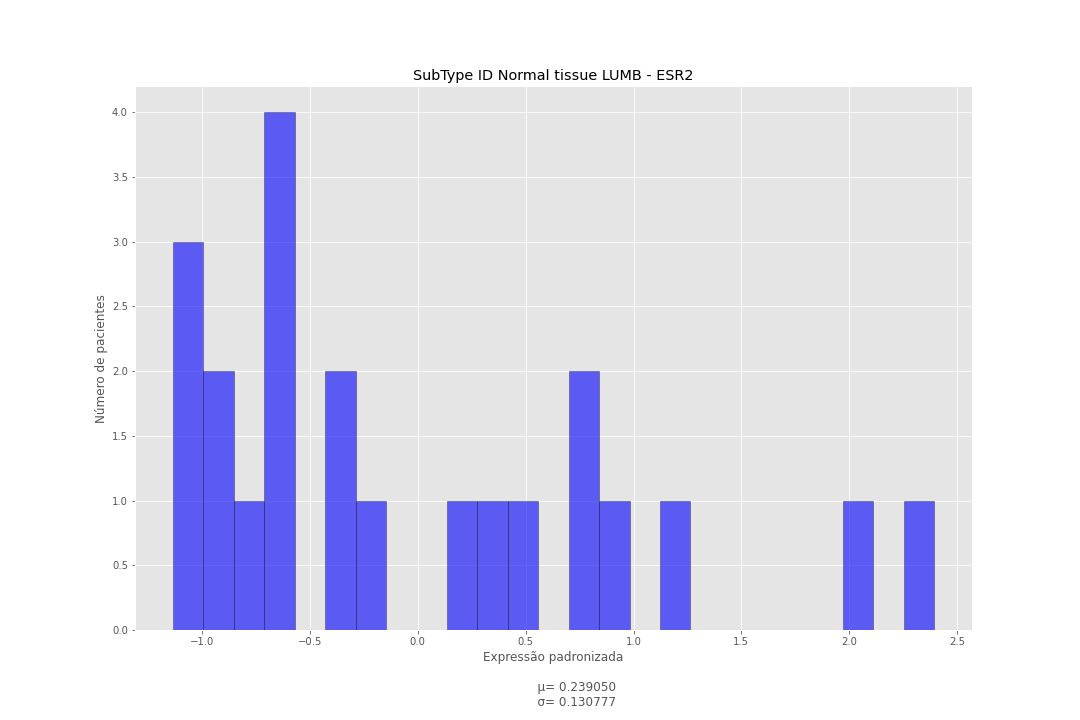 SubType ID Normal tissue LUMB - ESR2
4.0
3.5
3.0
2.5
2.0
1.5
1.0
0.5
0.0
Número de pacientes
−1.0 −0.5 0.0 0.5 1.0 1.5 2.0 2.5
Expressão padronizada
μ= 0.239050
σ= 0.130777